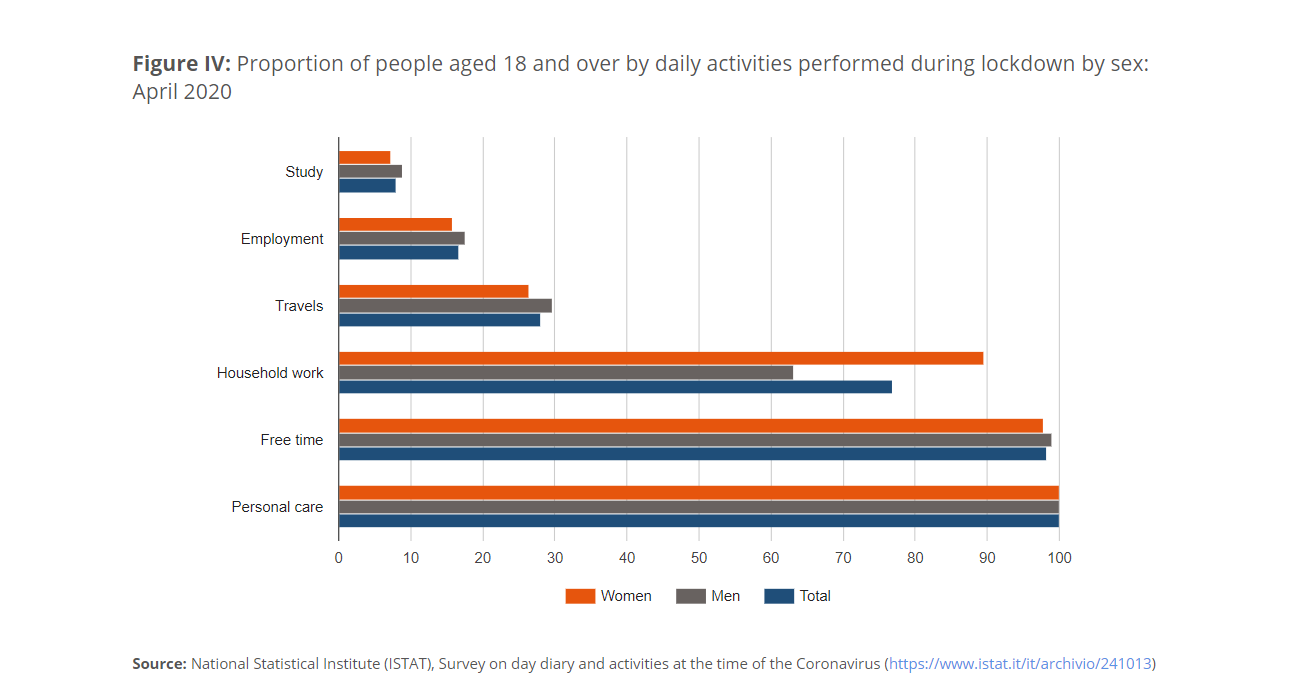 Figure IV: Proportion of people aged 18 and over by daily activities performed during lockdown by sex:
April 2020
Study
Employment
Travels
Household work
Free time
Personal care
0 10 20 30 40 50 60 70 80 90 100
Women Men Total
Source: National Statistical Institute (ISTAT), Survey on day diary and activities at the time of the Coronavirus (https://www.istat.it/it/archivio/241013)